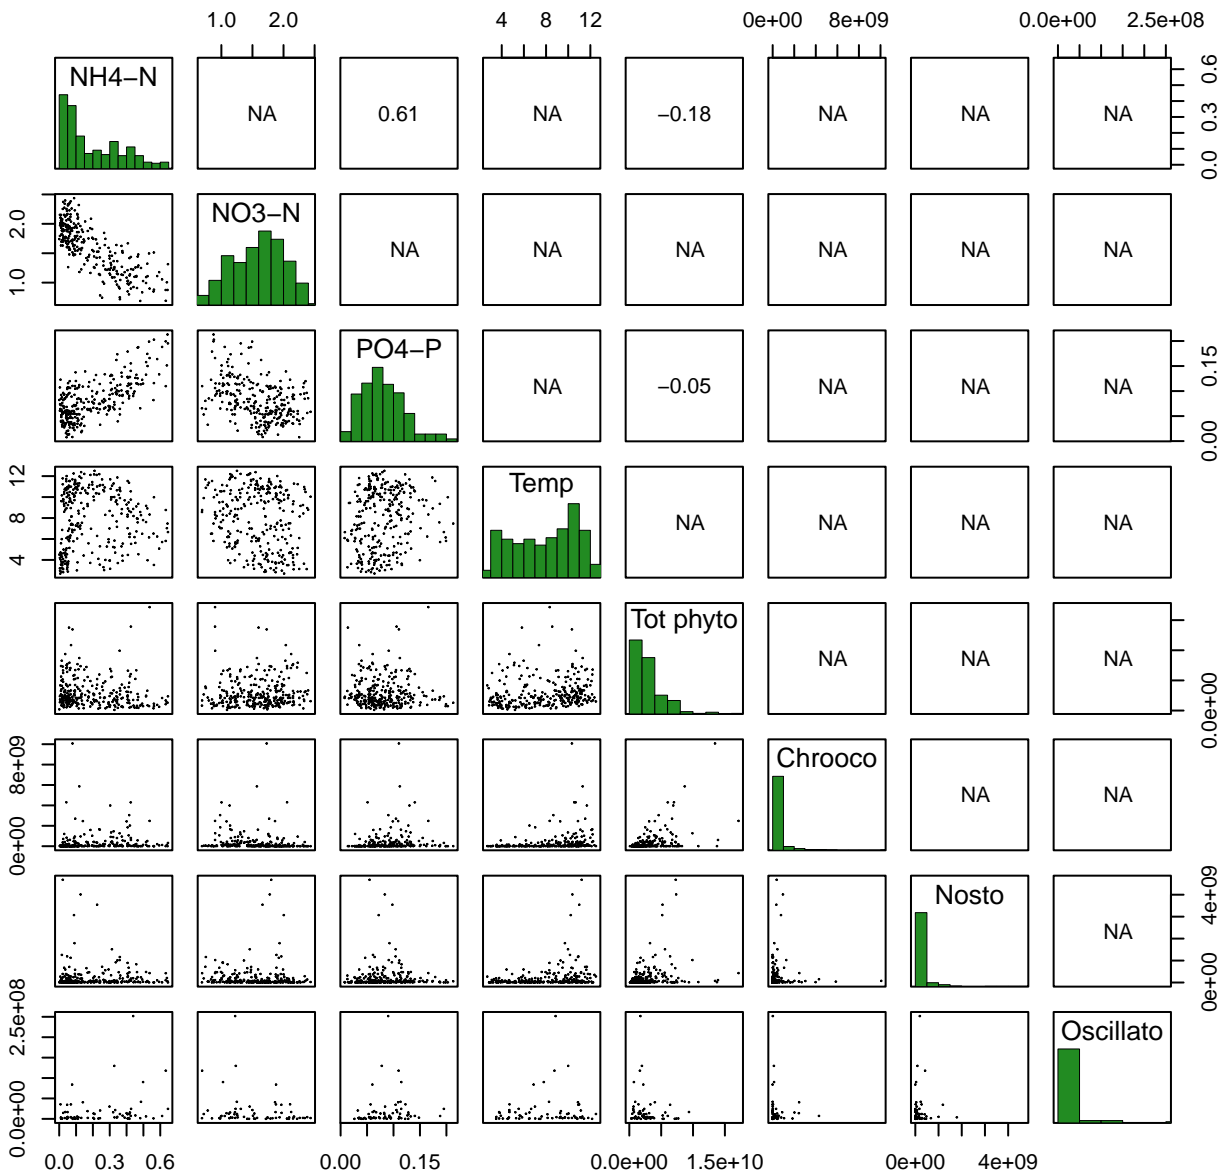 1.0 2.0 4 8 12 0e+00 8e+09 0.0e+00 2.5e+08
NH4−N NA 0.61 NA −0.18 NA NA NA 0.0 0.3 0.6
1.0 2.0 NO3−N NA NA NA NA NA NA
PO4−P NA −0.05 NA NA NA 0.00 0.15
4 8 12 Temp NA NA NA NA
Tot phyto NA NA NA 0.0e+00
0e+00 8e+09 Chrooco NA NA
Nosto NA 0e+00 4e+09
0.0e+00 2.5e+08 Oscillato
0.0 0.3 0.6 0.00 0.15 0.0e+00 1.5e+10 0e+00 4e+09